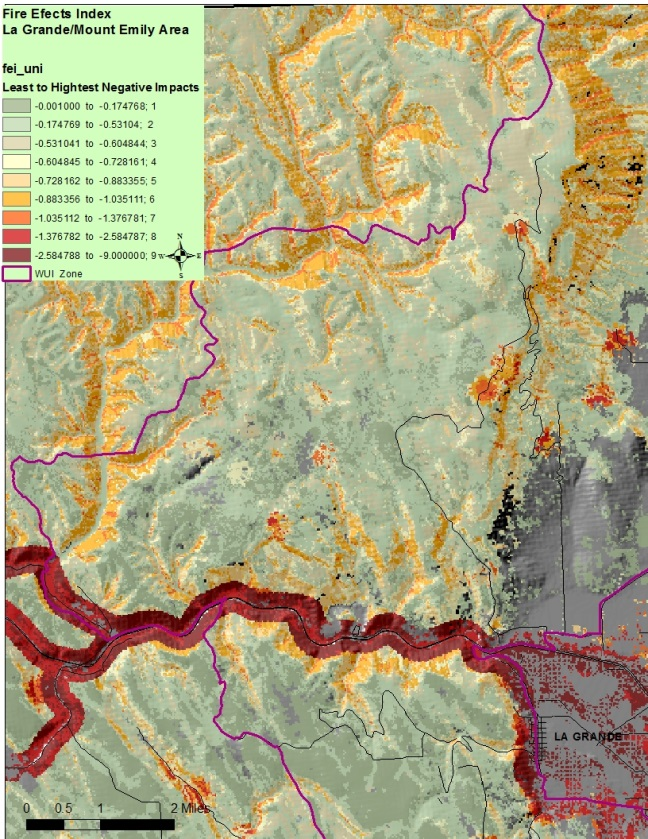 Fire Efects Index
La Grande/Mount Emily Area
fei_uni
Least to Highest Negative Impacts
-0.001000 to -0.174768; 1
-0.174769 to -0.53104; 2
-0.531041 to -0.604844; 3
-0.604845 to -0.728161; 4
-0.728162 to -0.883355; 5
-0.883356 to -1.035111; 6
-1.035112 to -1.376781; 7
-1.376782 to -2.584787; 8
-2.584788 to -9.000000; 9
WUI Zone
N
W E
S
LA GRANDE
0 0.5 1 2 Miles